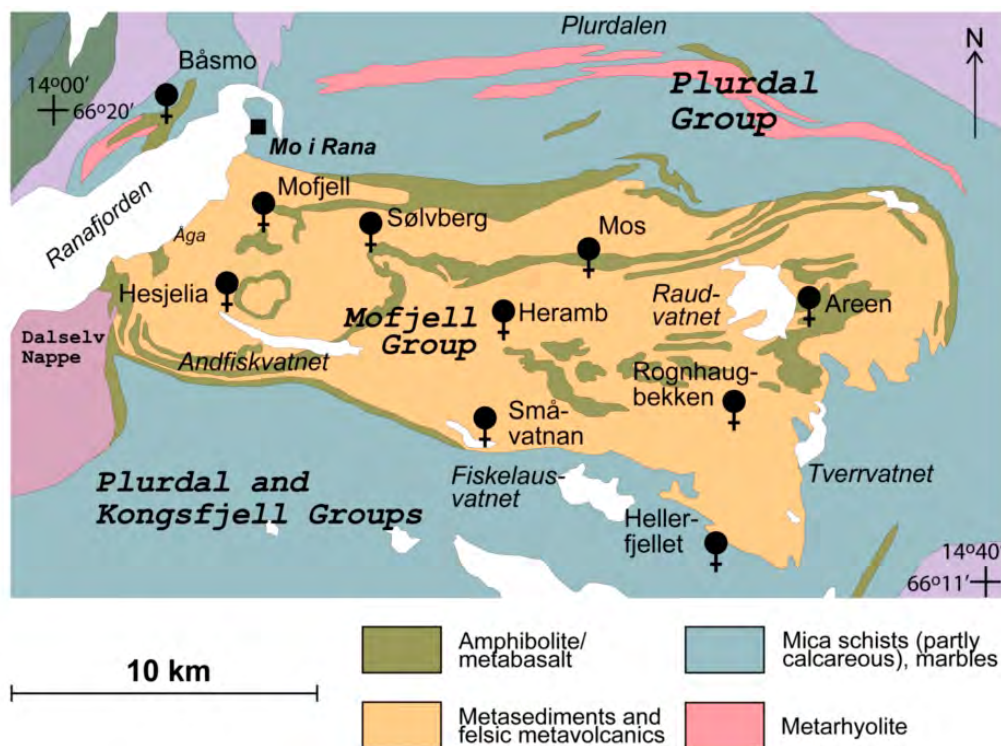 Plurdalen
N
Båsmo
14º00′
66º20′
Plurdal
Group
Mo i Rana
Mofjell
Sølvberg
Mos
Ranafjorden
Åga
Hesjelia
Raud-
vatnet
Areen
Mofjell
Group
Heramb
Dalselv
Nappe
Andfiskvatnet
Rognhaug-
bekken
Små-
vatnan
Plurdal and
Kongsfjell Groups
Fiskelaus-
vatnet
Tverrvatnet
Heller-
fjellet
14º40′
66º11′
10 km
Amphibolite/
metabasalt
Mica schists (partly
calcareous), marbles
Metasediments and
felsic metavolcanics
Metarhyolite